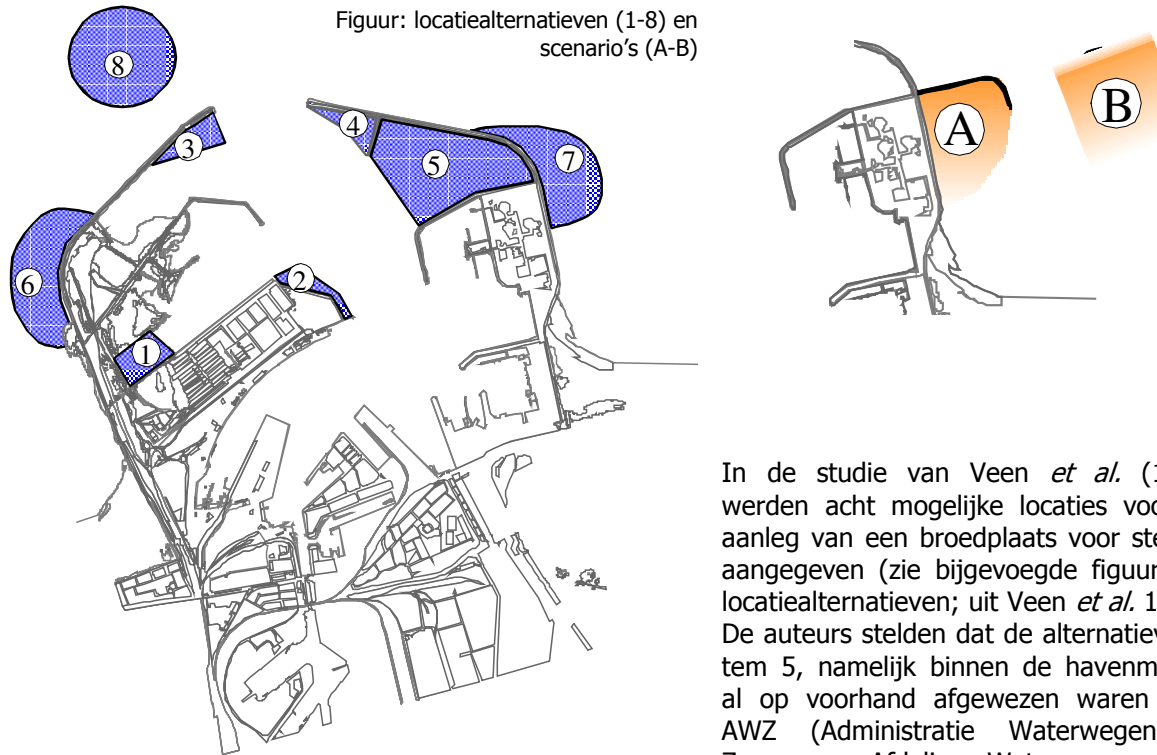 Figuur: locatiealternatieven (1-8) en
scenario's (A-B)
8
3
4
5
7
6
2
1
A
B
In de studie van Veen et al. (1
werden acht mogelijke locaties voo
aanleg van een broedplaats voor ste
aangegeven (zie bijgevoegde figuur
locatiealternatieven; uit Veen et al. 1
De auteurs stelden dat de alternatiev
tem 5, namelijk binnen de havenm
al op voorhand afgewezen waren
AWZ (Administratie Waterwegen